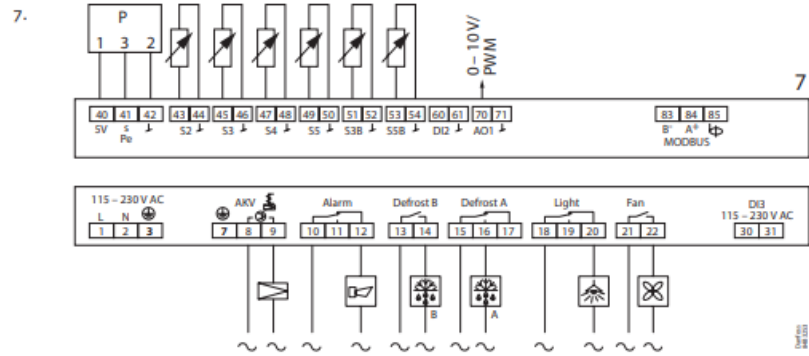 7.
P
1 3 2
0 – 10 V/
PWM
7
40 41 42 43 44 45 46 47 48 49 50 51 52 53 54 60 61 70 71 83 84 85
5V s S2 S3 S4 S5 S3B S5B DI2 AO1 B- A+
Pe MODBUS
115 – 230 V AC AKV Alarm Defrost B Defrost A Light Fan DI3
L N 115 – 230 V AC
1 2 3 7 8 9 10 11 12 13 14 15 16 17 18 19 20 21 22 30 31
B A
Danfoss